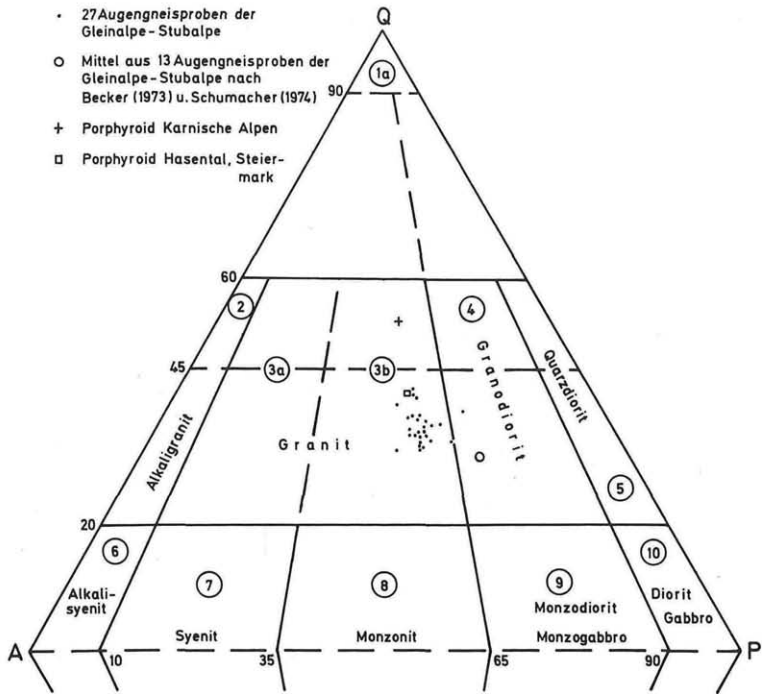 27 Augengneisproben der
Gleinalpe-Stubalpe
Mittel aus 13 Augengneisproben der
Gleinalpe-Stubalpe nach
Becker (1973) u. Schumacher (1974)
+ Porphyroid Karnische Alpen
Porphyroid Hasental, Steier-
mark
Q
1a
90
60
2
4
45
3a
3b
Granodiorit
Quarzdiorit
Alkaligranit
Granit
5
20
6
10
7
8
9
Alkali-
syenit
Syenit
Monzonit
Monzodiorit
Monzogabbro
Diorit
Gabbro
A
10
35
65
90
P